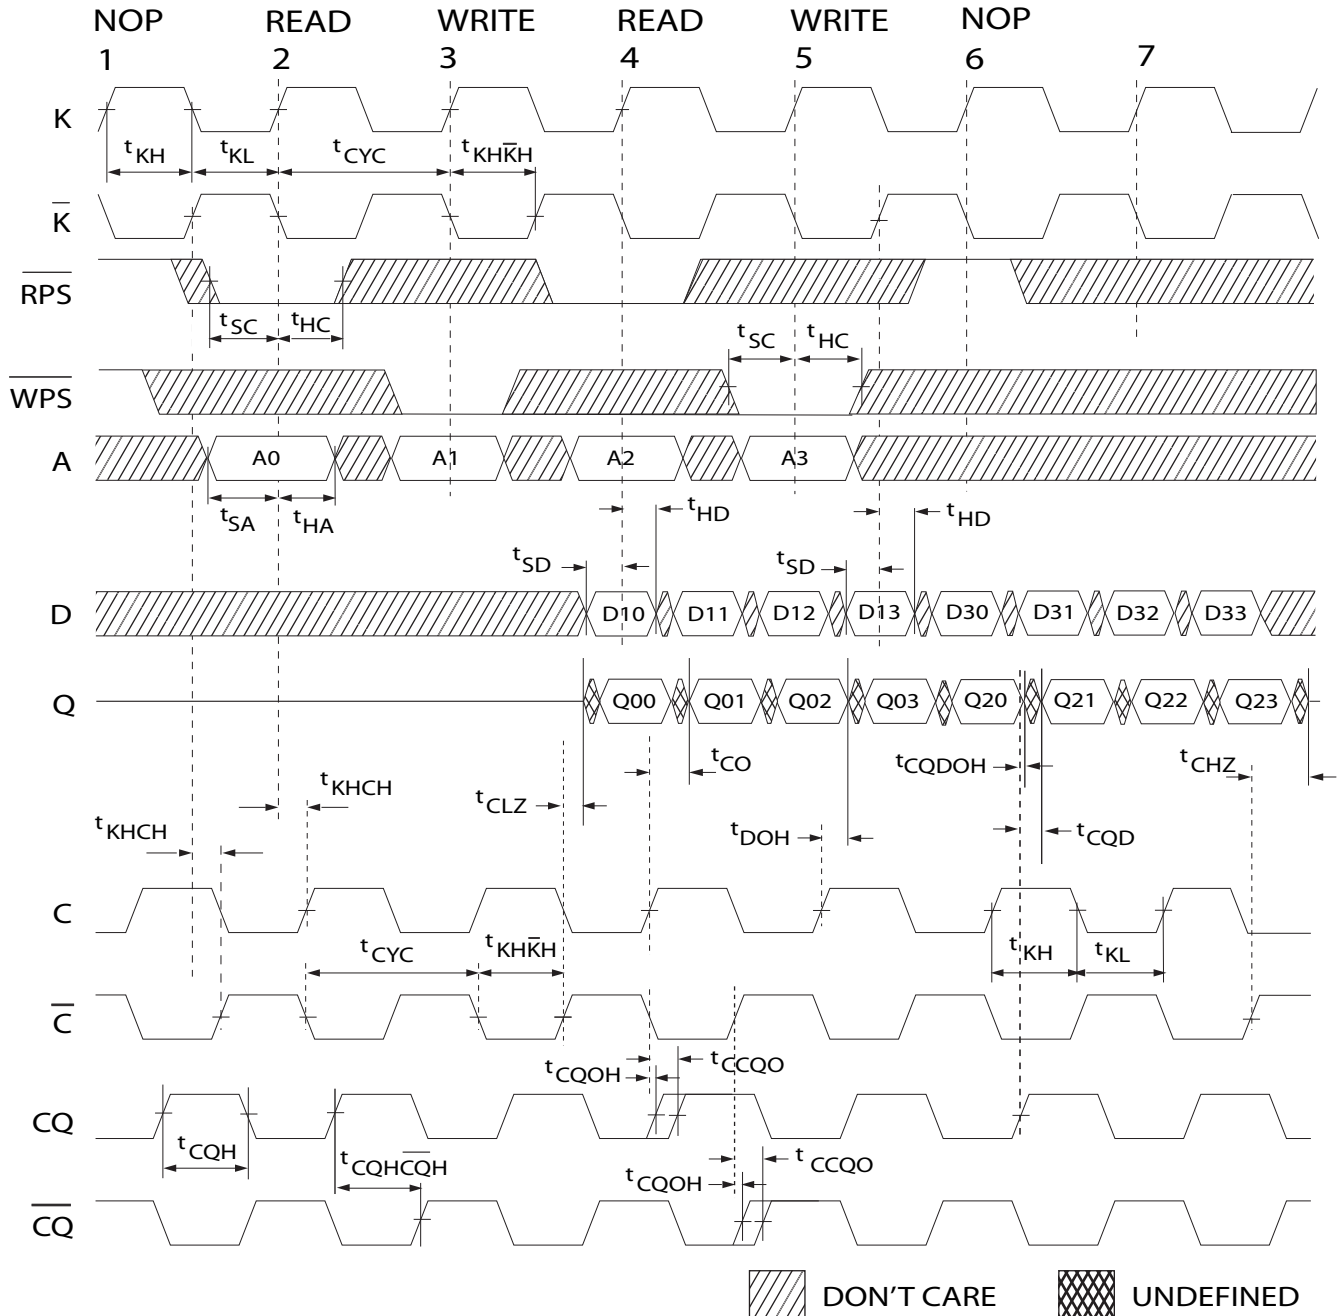 NOP READ WRITE READ WRITE NOP
1 2 3 4 5 6 7
K
tKH tKL tCYC tKHK̅H
K̅
R̅P̅S̅
tSC tHC
tSC tHC
W̅P̅S̅
A A0 A1 A2 A3
tSA tHA
tHD tHD
tSD tSD
D D10 D11 D12 D13 D30 D31 D32 D33
Q Q00 Q01 Q02 Q03 Q20 Q21 Q22 Q23
tCO tCQDOH tCHZ
tKHCH tCLZ
tKHCH tDOH tCQD
C
tCYC tKHK̅H tKH tKL
C̅
tCQOH tCCQO
CQ
tCQH tCQHC̅Q̅H
tCQOH tCCQO
C̅Q̅
DON'T CARE UNDEFINED